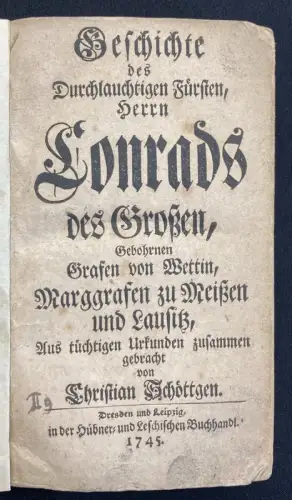 Geschichte
des
Durchlauchtigen Fürsten,
Herrn
Conrads
des Großen,
Gebohrnen
Grafen von Wettin,
Marggrafen zu Meißen
und Lausitz,
Aus tüchtigen Urkunden zusammen
gebracht
von
Christian Schöttgen.
Dresden und Leipzig,
in der Hübner- und Leschischen Buchhandl.
1745.